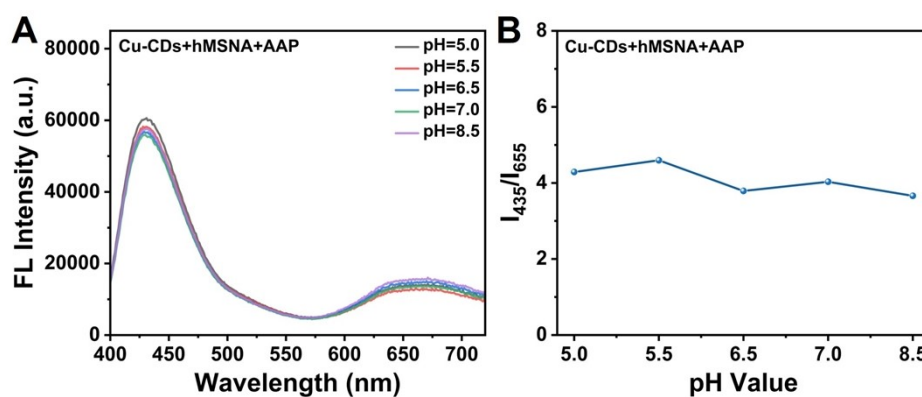 A
Cu-CDs+hMSNA+AAP
pH=5.0
pH=5.5
pH=6.5
pH=7.0
pH=8.5
80000
60000
40000
20000
0
FL Intensity (a.u.)
400 450 500 550 600 650 700
Wavelength (nm)
B
Cu-CDs+hMSNA+AAP
8
6
4
2
0
I435/I655
5.0 5.5 6.5 7.0 8.5
pH Value